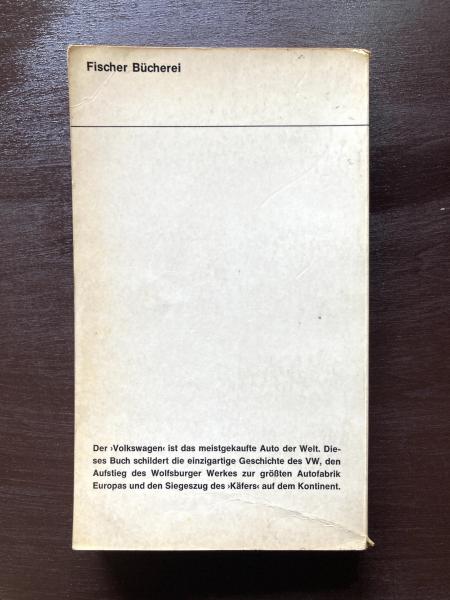 Fischer Bücherei
Der ›Volkswagen‹ ist das meistgekaufte Auto der Welt. Die-
ses Buch schildert die einzigartige Geschichte des VW, den
Aufstieg des Wolfsburger Werkes zur größten Autofabrik
Europas und den Siegeszug des ›Käfers‹ auf dem Kontinent.